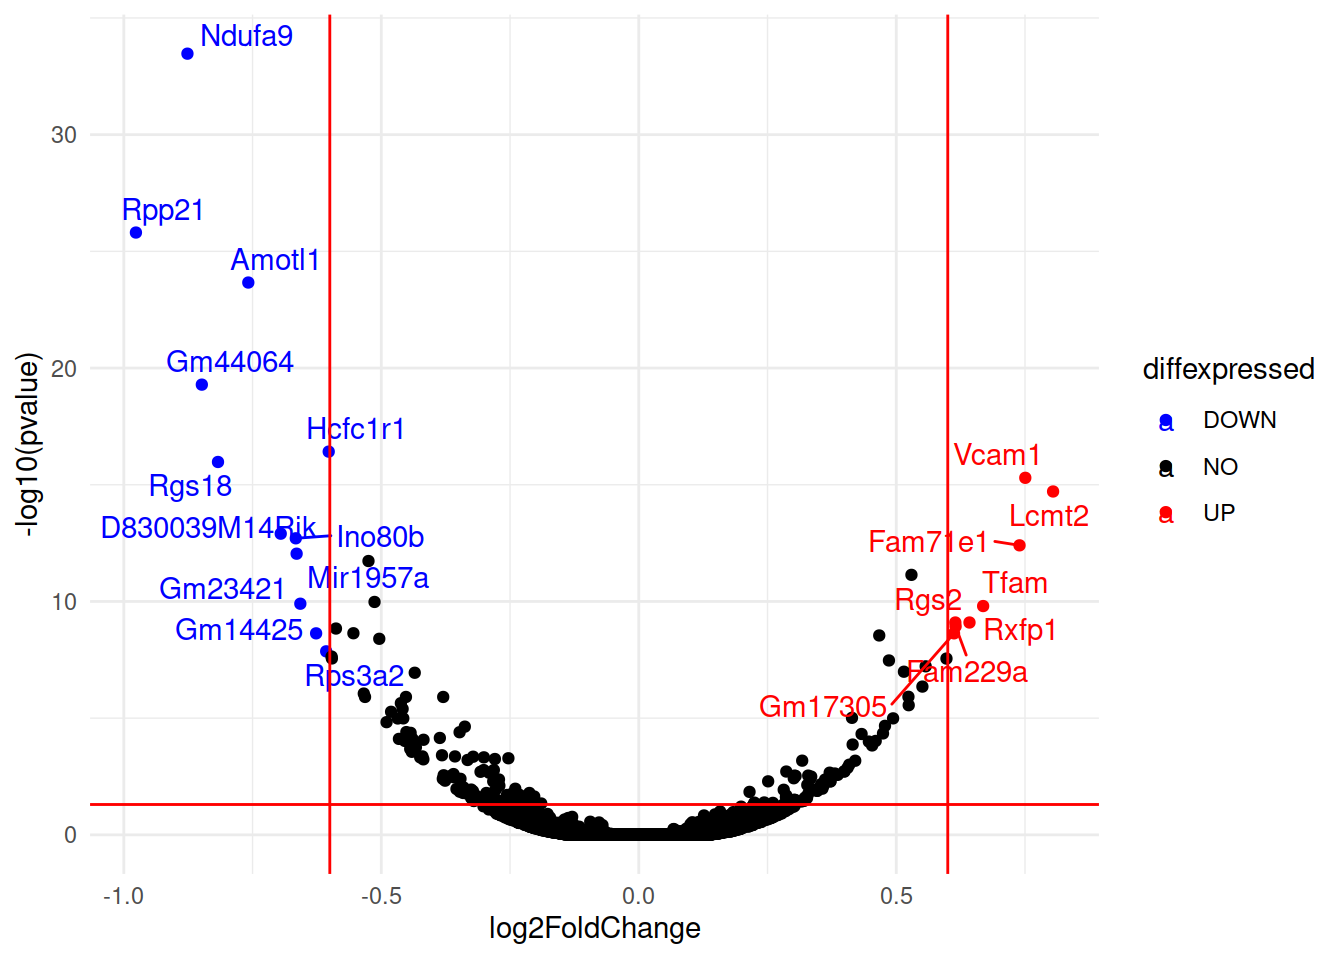 Ndufa9
30
Rpp21
Amotl1
Gm44064
20
Hcfc1r1
Vcam1
Rgs18
Lcmt2
D830039M14Rik
Ino80b
Fam71e1
Mir1957a
Tfam
Gm23421
Rgs2
10
Gm14425
Rxfp1
Rps3a2
Fam229a
Gm17305
0
-1.0
-0.5
0.0
0.5
log2FoldChange
-log10(pvalue)
diffexpressed
a DOWN
a NO
a UP